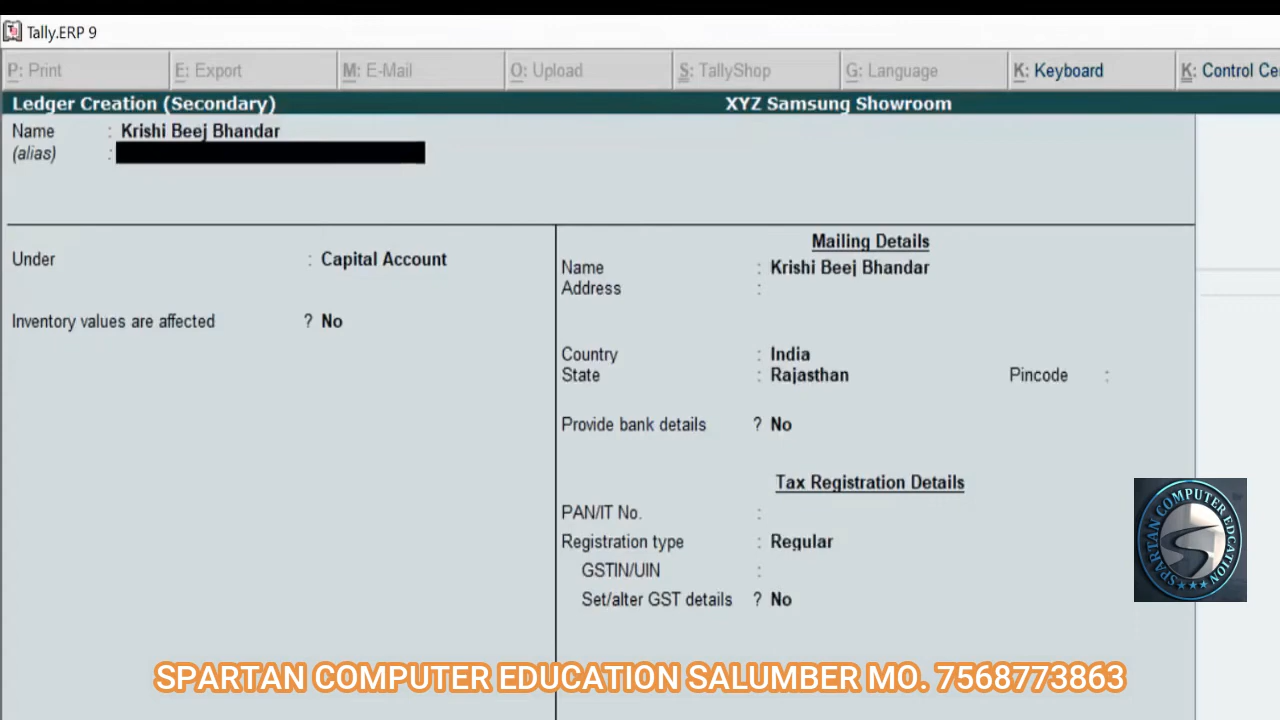 Tally.ERP 9
P: Print E: Export M: E-Mail O: Upload S: TallyShop G: Language K: Keyboard K: Control Ce
Ledger Creation (Secondary) XYZ Samsung Showroom
Name : Krishi Beej Bhandar
(alias) :
Mailing Details
Under : Capital Account
Name : Krishi Beej Bhandar
Address :
Inventory values are affected ? No
Country : India
State : Rajasthan Pincode :
Provide bank details ? No
Tax Registration Details
PAN/IT No. :
Registration type : Regular
GSTIN/UIN :
Set/alter GST details ? No
SPARTAN COMPUTER EDUCATION
SPARTAN COMPUTER EDUCATION SALUMBER MO. 7568773863